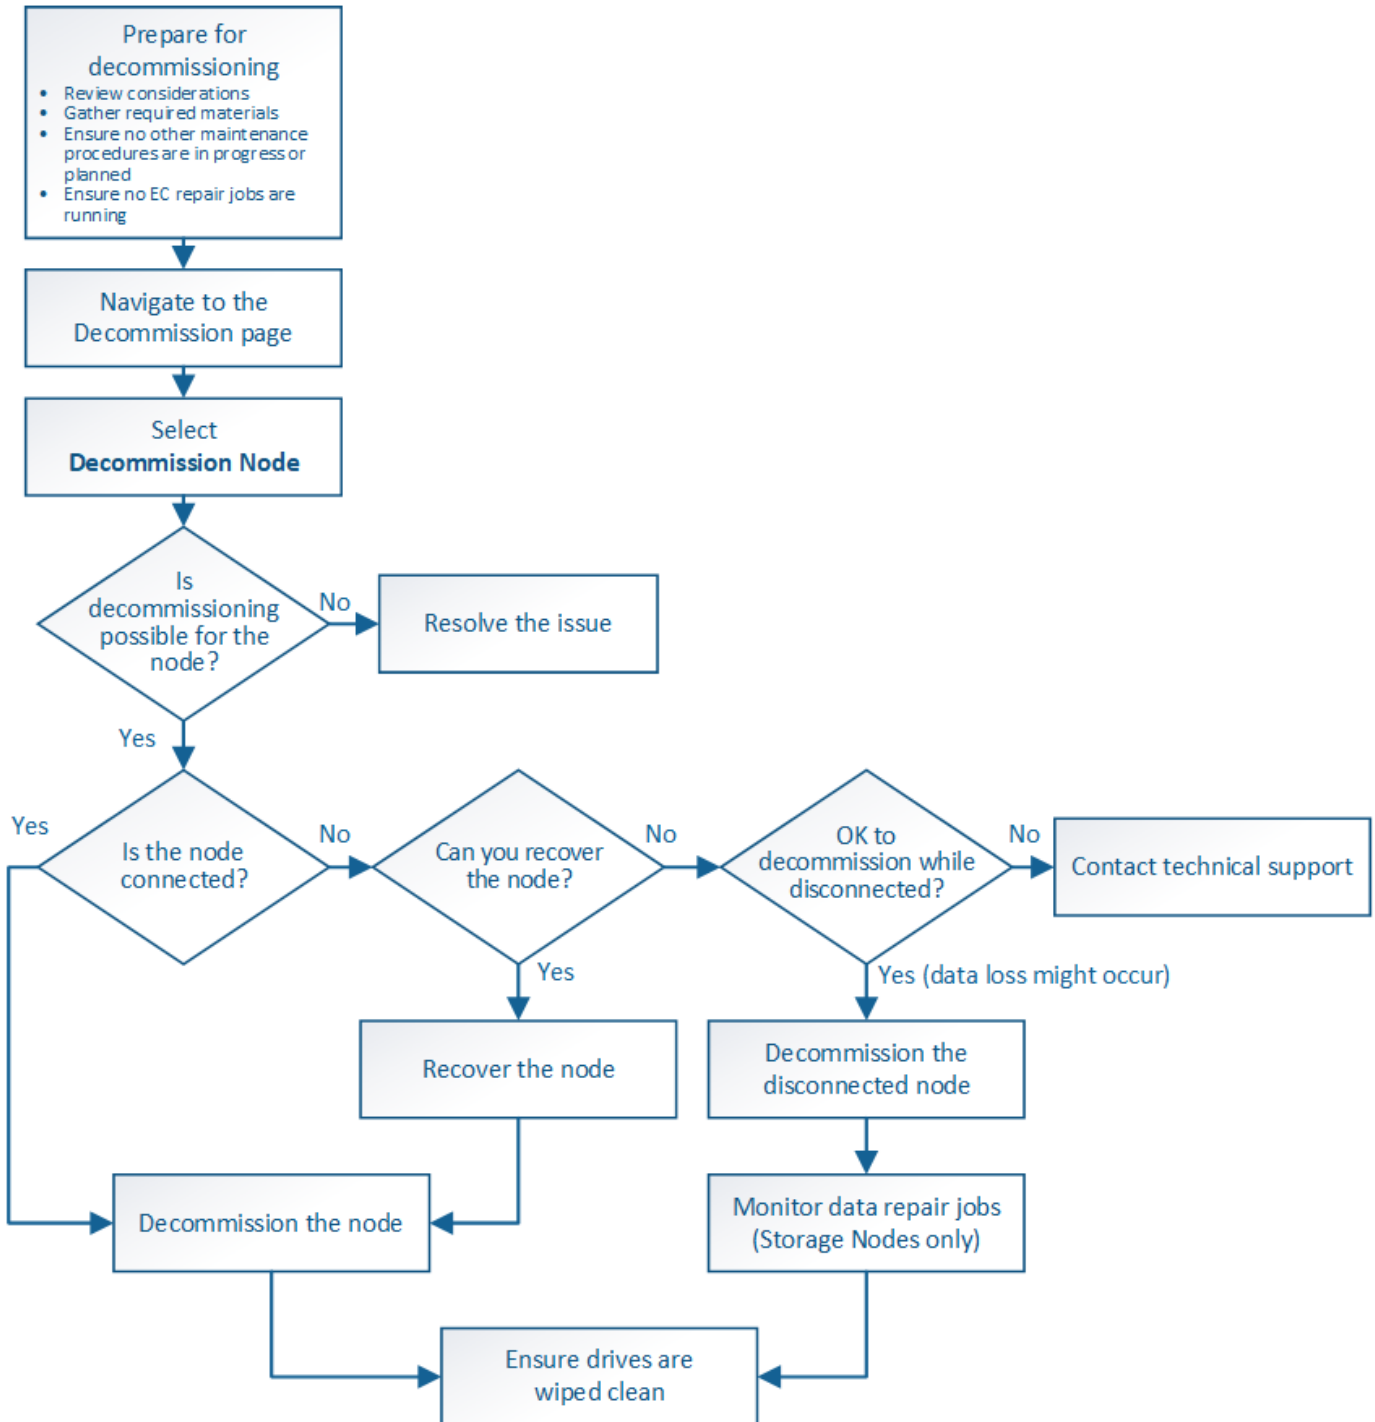 Prepare for
decommissioning
• Review considerations
• Gather required materials
• Ensure no other maintenance
procedures are in progress or
planned
• Ensure no EC repair jobs are
running
Navigate to the
Decommission page
Select
Decommission Node
Is
decommissioning
possible for the
node?
No
Resolve the issue
Yes
Yes
Is the node
connected?
No
Can you recover
the node?
No
OK to
decommission while
disconnected?
No
Contact technical support
Yes
Yes (data loss might occur)
Recover the node
Decommission the
disconnected node
Decommission the node
Monitor data repair jobs
(Storage Nodes only)
Ensure drives are
wiped clean